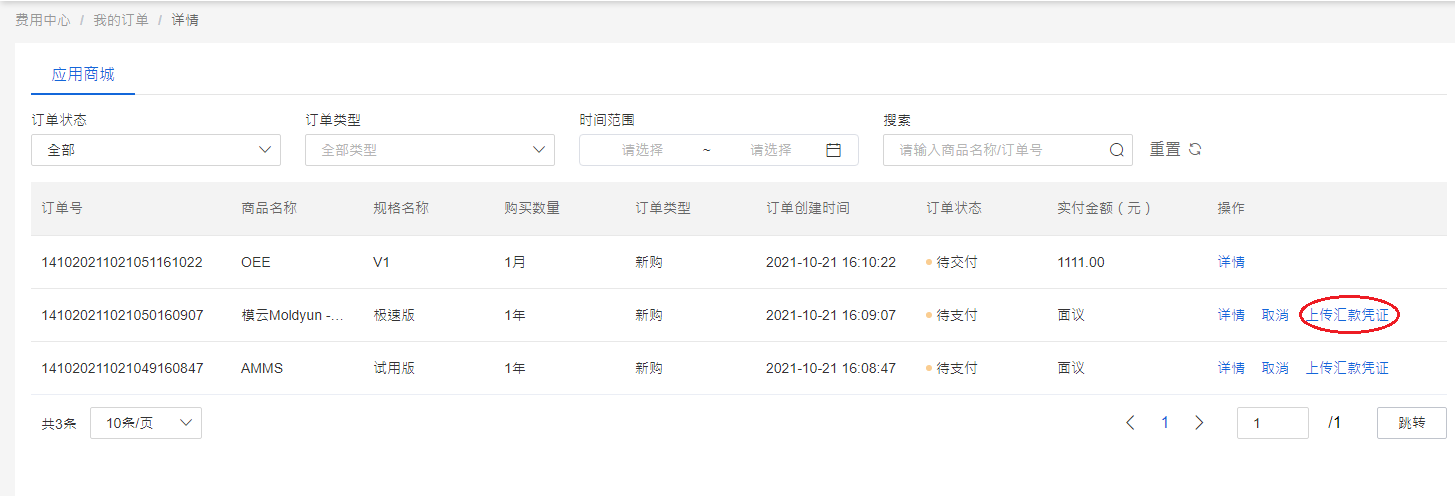 费用中心 / 我的订单 / 详情
应用商城
订单状态 订单类型 时间范围 搜索
全部 全部类型 请选择 ~ 请选择 请输入商品名称/订单号 重置
订单号 商品名称 规格名称 购买数量 订单类型 订单创建时间 订单状态 实付金额（元） 操作
141020211021051161022 OEE V1 1月 新购 2021-10-21 16:10:22 待交付 1111.00 详情
141020211021050160907 模云Moldyun -... 极速版 1年 新购 2021-10-21 16:09:07 待支付 面议 详情 取消 上传汇款凭证
141020211021049160847 AMMS 试用版 1年 新购 2021-10-21 16:08:47 待支付 面议 详情 取消 上传汇款凭证
共3条 10条/页 1 1 /1 跳转